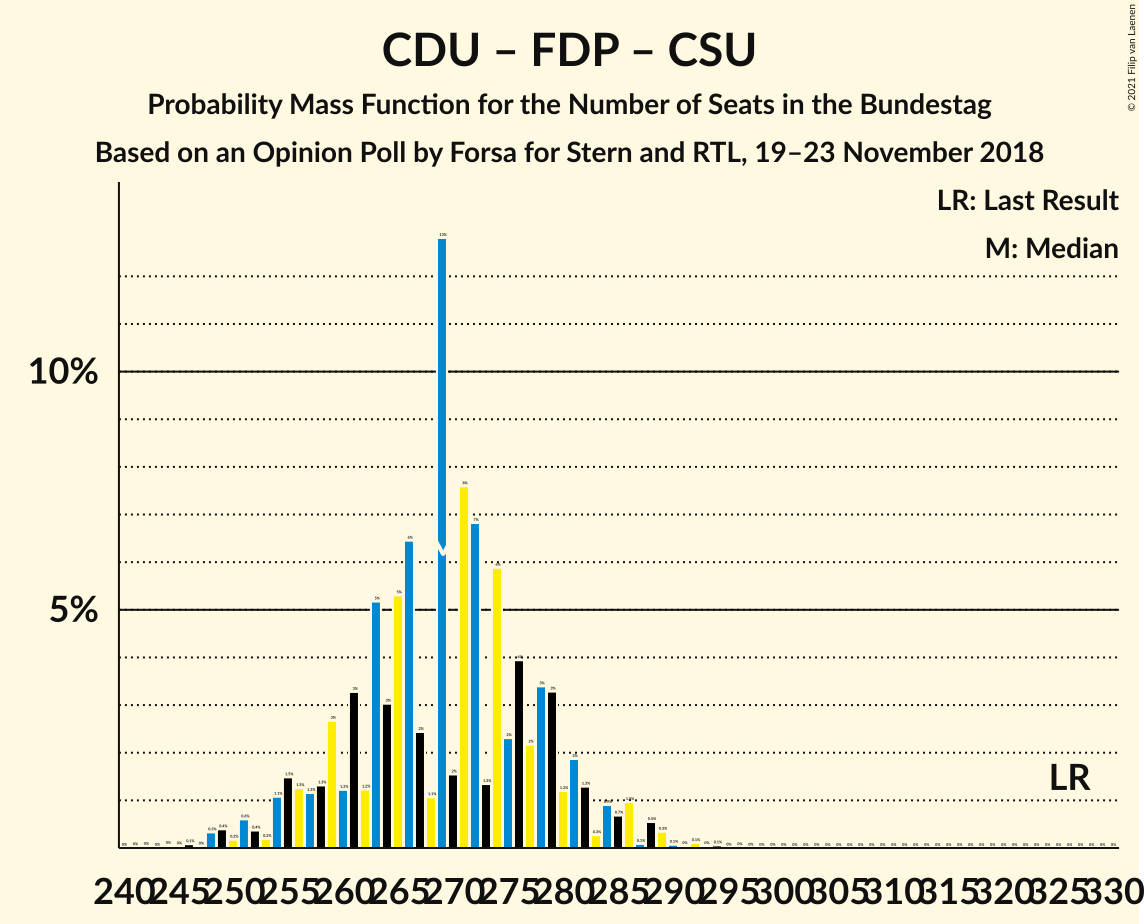 CDU – FDP – CSU
Probability Mass Function for the Number of Seats in the Bundestag
Based on an Opinion Poll by Forsa for Stern and RTL, 19–23 November 2018
© 2021 Filip van Laenen
LR: Last Result
M: Median
10%
5%
LR
240 245 250 255 260 265 270 275 280 285 290 295 300 305 310 315 320 325 330